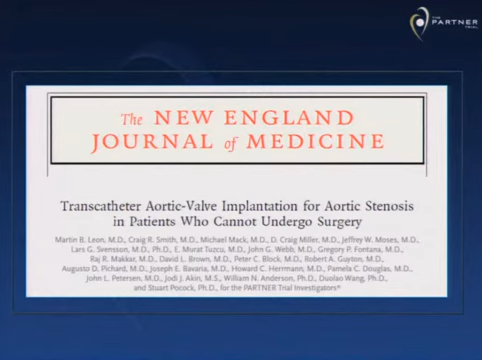 THE
PARTNER
TRIAL
The NEW ENGLAND
JOURNAL of MEDICINE
Transcatheter Aortic-Valve Implantation for Aortic Stenosis
in Patients Who Cannot Undergo Surgery
Martin B. Leon, M.D., Craig R. Smith, M.D., Michael Mack, M.D., D. Craig Miller, M.D., Jeffrey W. Moses, M.D.,
Lars G. Svensson, M.D., Ph.D., E. Murat Tuzcu, M.D., John G. Webb, M.D., Gregory P. Fontana, M.D.,
Raj R. Makkar, M.D., David L. Brown, M.D., Peter C. Block, M.D., Robert A. Guyton, M.D.,
Augusto D. Pichard, M.D., Joseph E. Bavaria, M.D., Howard C. Herrmann, M.D., Pamela C. Douglas, M.D.,
John L. Petersen, M.D., Jodi J. Akin, M.S., William N. Anderson, Ph.D., Duolao Wang, Ph.D.,
and Stuart Pocock, Ph.D., for the PARTNER Trial Investigators*